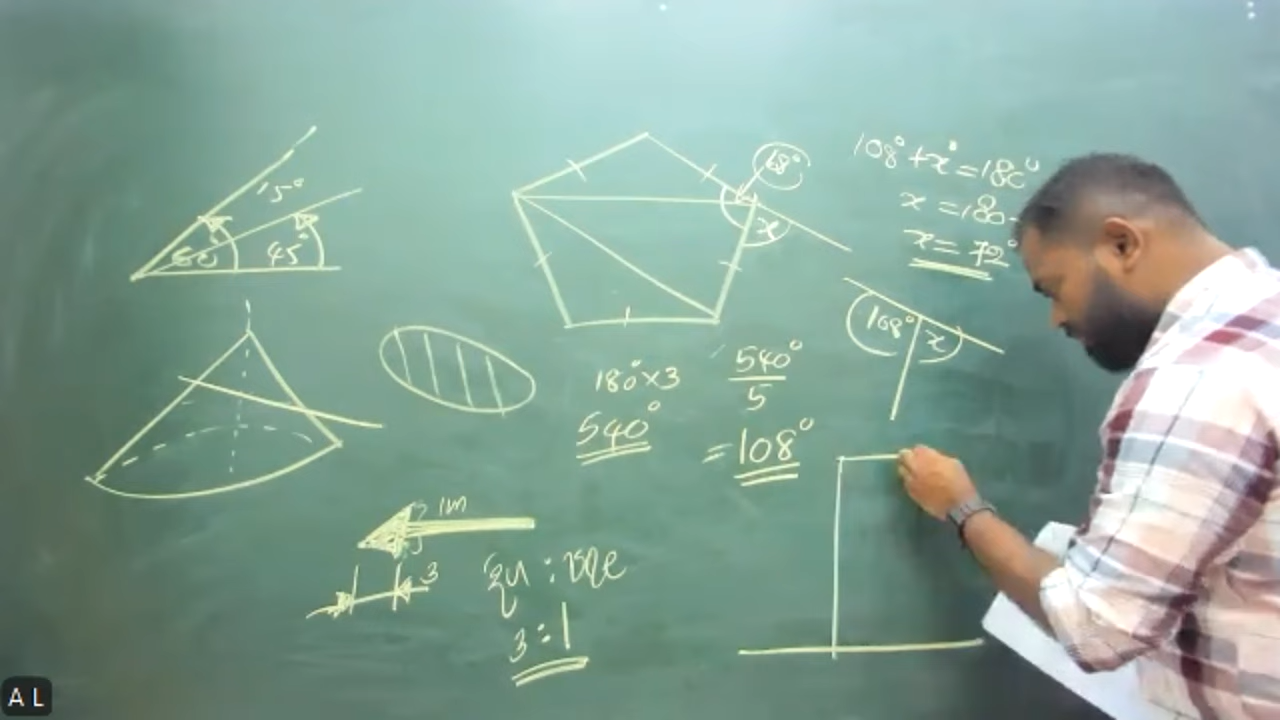 15°
60°
45°
108°
x
108° + x° = 180°
x = 180 -
x = 72°
108°
x
180° × 3
540°
540°
5
= 108°
1m
3
3
3 : 1
A L